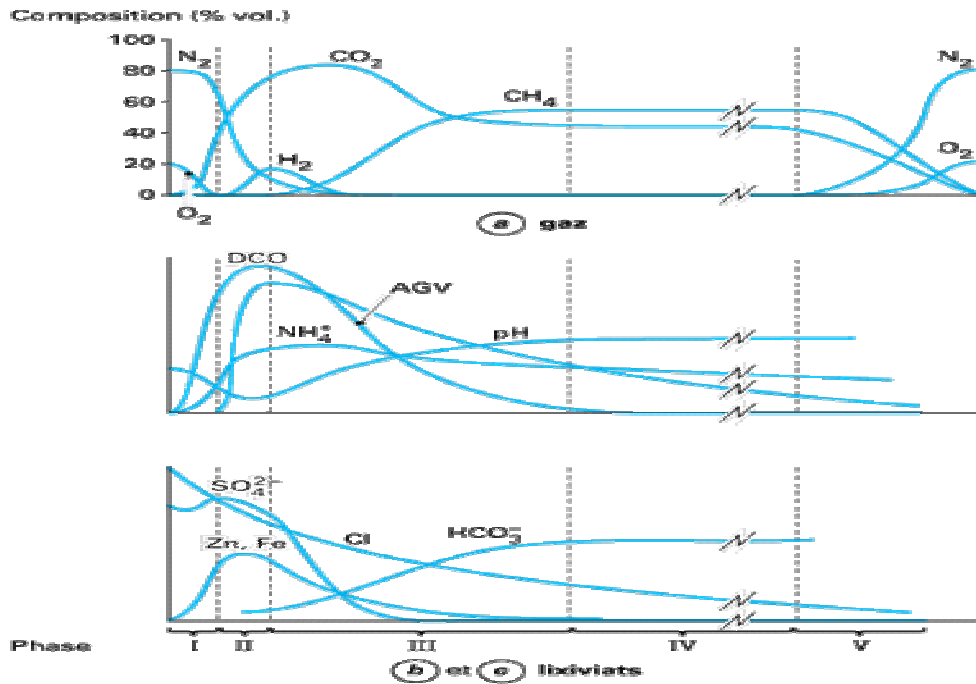 Composition (% vol.)
100
80
60
40
20
0
N₂
CO₂
CH₄
H₂
O₂
N₂
O₂
a gaz
DCO
AGV
NH₄⁺
pH
SO₄²⁻
Zn, Fe
Cl
HCO₃⁻
Phase I II III IV V
b et c lixiviats